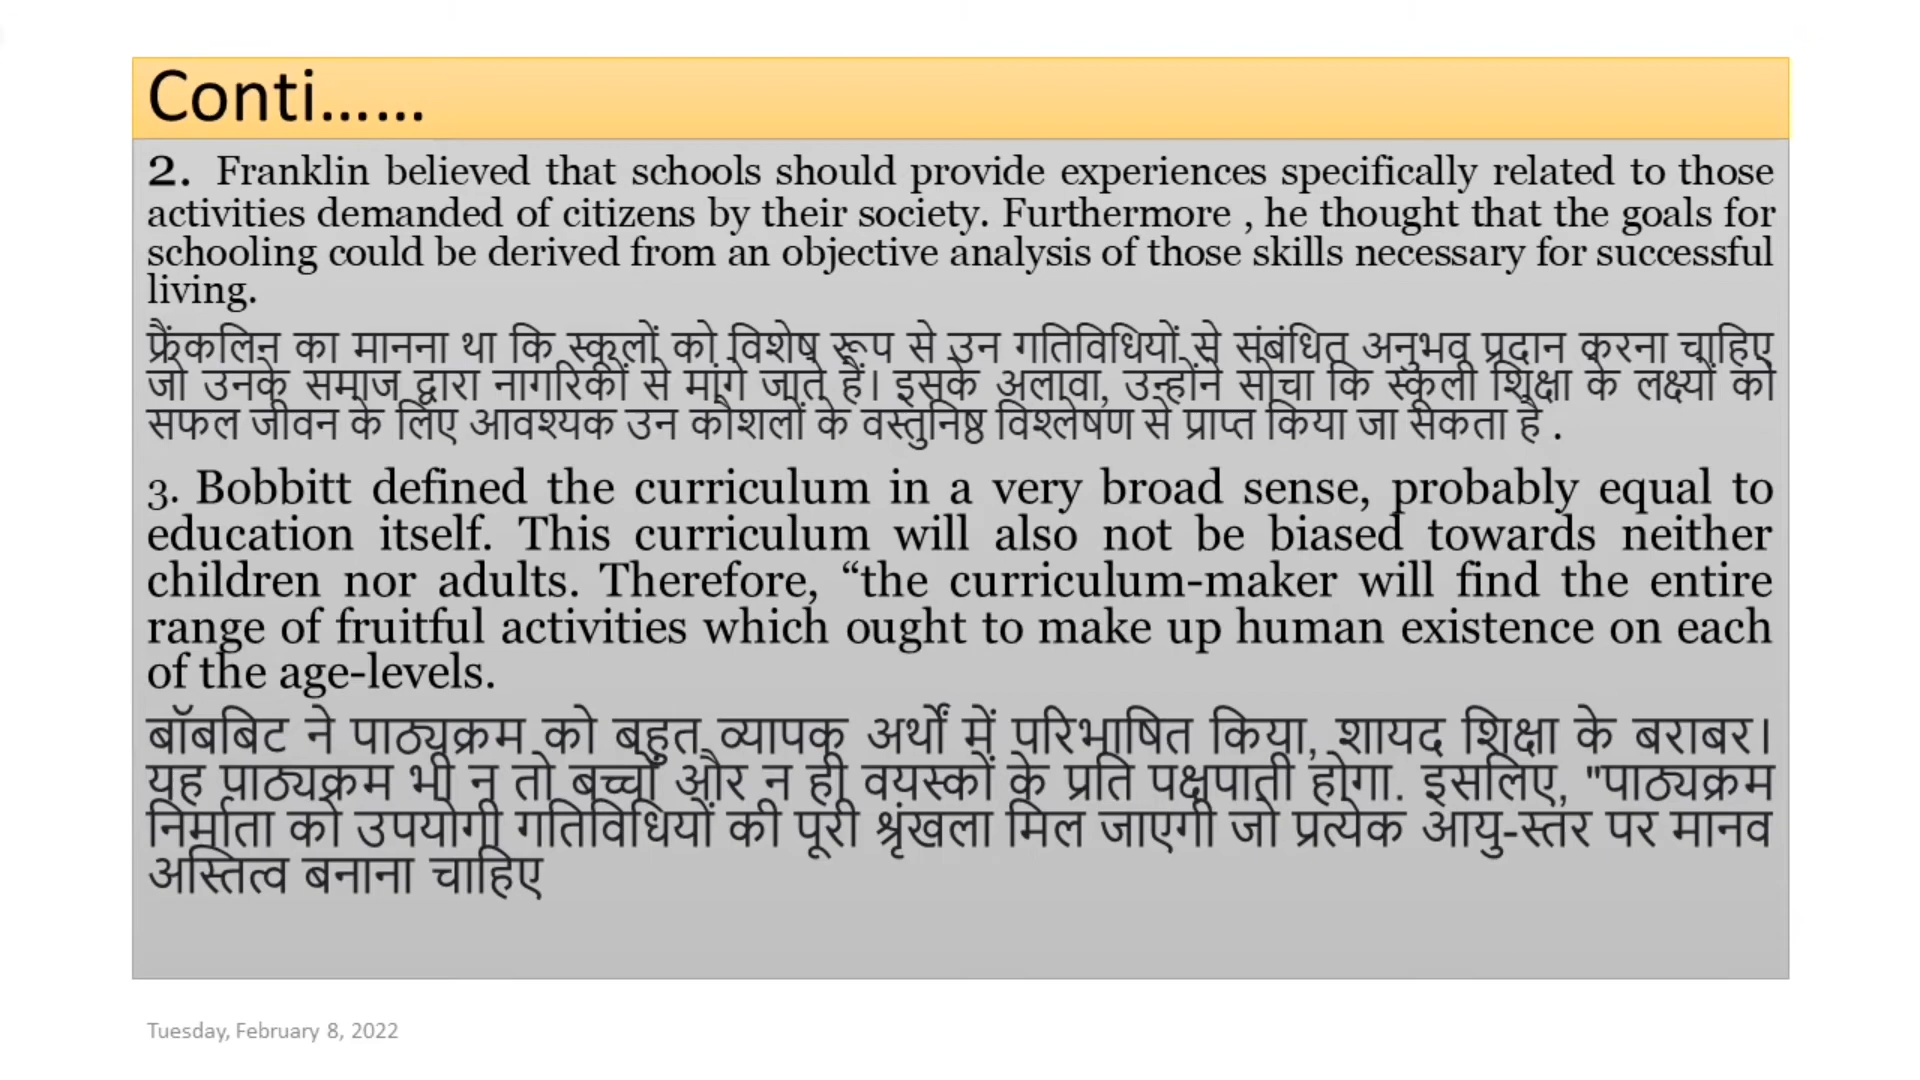 Conti......
2. Franklin believed that schools should provide experiences specifically related to those
activities demanded of citizens by their society. Furthermore , he thought that the goals for
schooling could be derived from an objective analysis of those skills necessary for successful
living.
फ्रैंकलिन का मानना था कि स्कूलों को विशेष रूप से उन गतिविधियों से संबंधित अनुभव प्रदान करना चाहिए
जो उनके समाज द्वारा नागरिकों से मांगे जाते हैं। इसके अलावा, उन्होंने सोचा कि स्कूली शिक्षा के लक्ष्यों को
सफल जीवन के लिए आवश्यक उन कौशलों के वस्तुनिष्ठ विश्लेषण से प्राप्त किया जा सकता है .
3. Bobbitt defined the curriculum in a very broad sense, probably equal to
education itself. This curriculum will also not be biased towards neither
children nor adults. Therefore, “the curriculum-maker will find the entire
range of fruitful activities which ought to make up human existence on each
of the age-levels.
बॉबबिट ने पाठ्यक्रम को बहुत व्यापक अर्थों में परिभाषित किया, शायद शिक्षा के बराबर।
यह पाठ्यक्रम भी न तो बच्चों और न ही वयस्कों के प्रति पक्षपाती होगा. इसलिए, "पाठ्यक्रम
निर्माता को उपयोगी गतिविधियों की पूरी श्रृंखला मिल जाएगी जो प्रत्येक आयु-स्तर पर मानव
अस्तित्व बनाना चाहिए
Tuesday, February 8, 2022